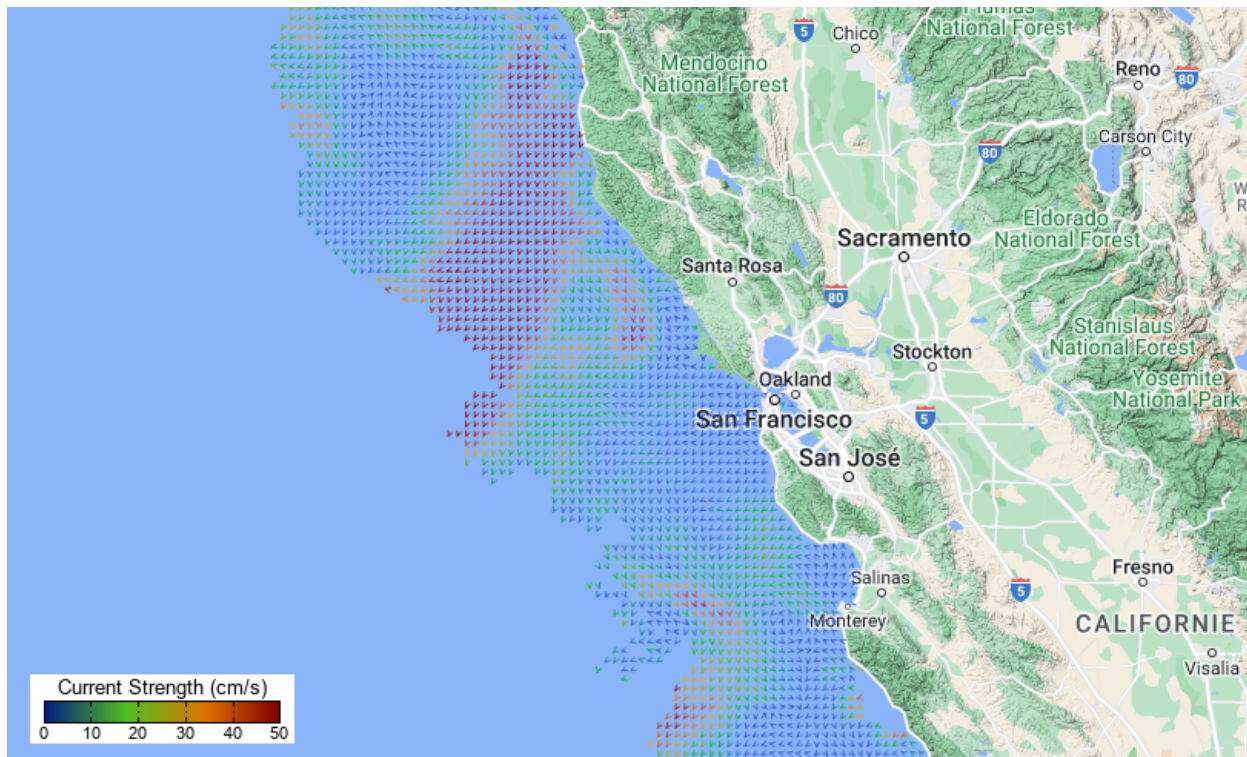 Plumas
National Forest
5
Chico
Mendocino
National Forest
Reno
80
Carson City
80
W
R
Eldorado
National Forest
Sacramento
Santa Rosa
80
Stanislaus
National Forest
Stockton
Yosemite
National Park
Oakland
San Francisco
5
San José
Fresno
Salinas
5
Monterey
CALIFORNIE
Visalia
Current Strength (cm/s)
0 10 20 30 40 50